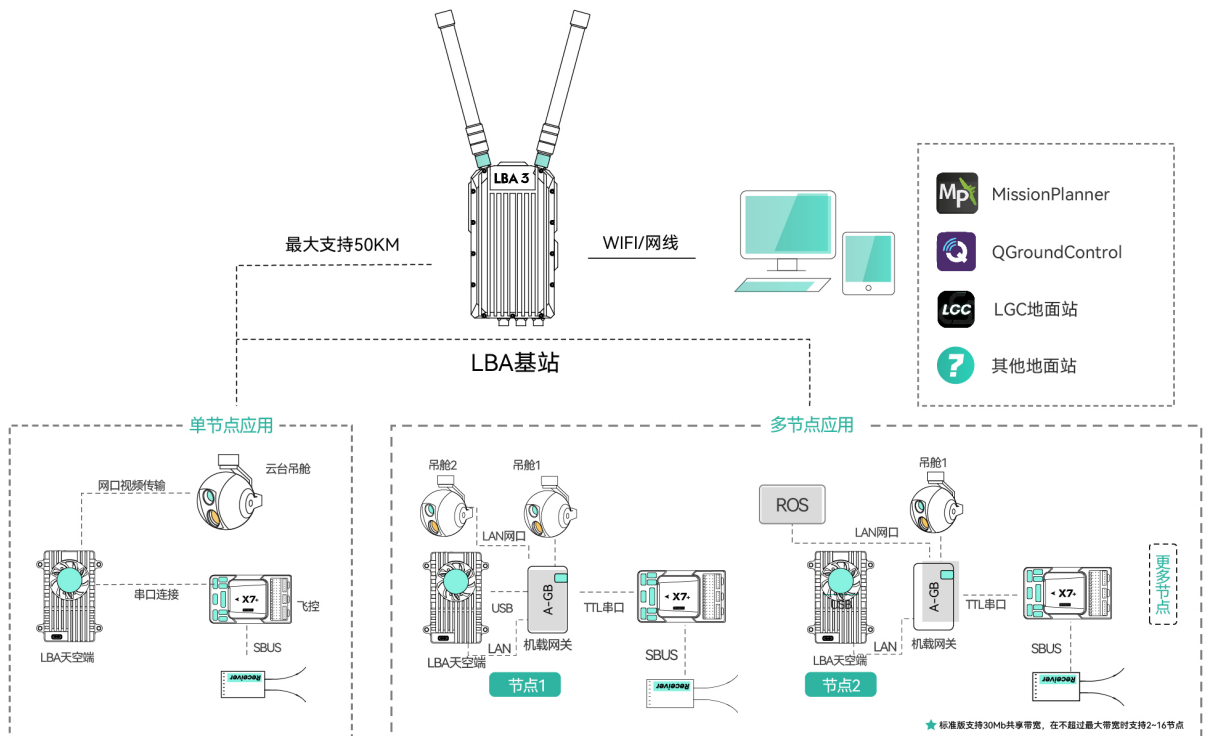 LBA 3
最大支持50KM
WIFI/网线
LBA基站
MP
MissionPlanner
Q
QGroundControl
LGC
LGC地面站
?
其他地面站
单节点应用
云台吊舱
网口视频传输
串口连接
X7+
飞控
SBUS
LBA天空端
Receiver
多节点应用
吊舱2
吊舱1
LAN网口
USB
A-GB
TTL串口
X7+
LAN
机载网关
LBA天空端
SBUS
节点1
Receiver
吊舱1
ROS
LAN网口
USB
A-GB
TTL串口
X7+
LAN
机载网关
LBA天空端
SBUS
节点2
Receiver
更多节点
标准版支持30Mb共享带宽，在不超过最大带宽时支持2~16节点